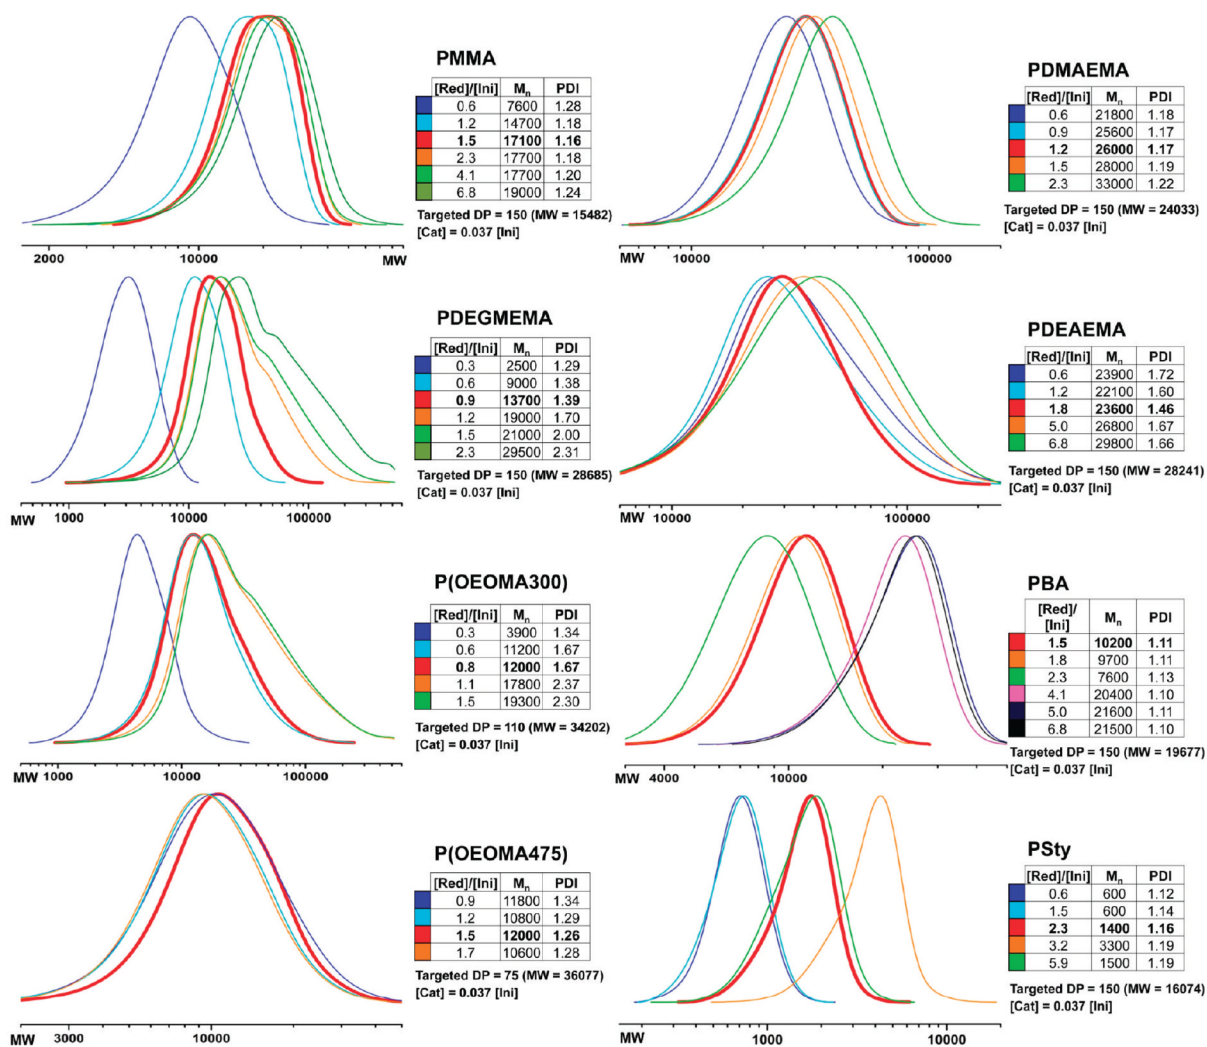 PMMA
[Red]/[Ini] Mn PDI
0.6 7600 1.28
1.2 14700 1.18
1.5 17100 1.16
2.3 17700 1.18
4.1 17700 1.20
6.8 19000 1.24
Targeted DP = 150 (MW = 15482)
[Cat] = 0.037 [Ini]
2000 10000 MW
PDMAEMA
[Red]/[Ini] Mn PDI
0.6 21800 1.18
0.9 25600 1.17
1.2 26000 1.17
1.5 28000 1.19
2.3 33000 1.22
Targeted DP = 150 (MW = 24033)
[Cat] = 0.037 [Ini]
MW 10000 100000
PDEGMEMA
[Red]/[Ini] Mn PDI
0.3 2500 1.29
0.6 9000 1.38
0.9 13700 1.39
1.2 19000 1.70
1.5 21000 2.00
2.3 29500 2.31
Targeted DP = 150 (MW = 28685)
[Cat] = 0.037 [Ini]
MW 1000 10000 100000
PDEAEMA
[Red]/[Ini] Mn PDI
0.6 23900 1.72
1.2 22100 1.60
1.8 23600 1.46
5.0 26800 1.67
6.8 29800 1.66
Targeted DP = 150 (MW = 28241)
[Cat] = 0.037 [Ini]
MW 10000 100000
P(OEOMA300)
[Red]/[Ini] Mn PDI
0.3 3900 1.34
0.6 11200 1.67
0.8 12000 1.67
1.1 17800 2.37
1.5 19300 2.30
Targeted DP = 110 (MW = 34202)
[Cat] = 0.037 [Ini]
MW 1000 10000 100000
PBA
[Red]/
[Ini] Mn PDI
1.5 10200 1.11
1.8 9700 1.11
2.3 7600 1.13
4.1 20400 1.10
5.0 21600 1.11
6.8 21500 1.10
Targeted DP = 150 (MW = 19677)
[Cat] = 0.037 [Ini]
MW 4000 10000
P(OEOMA475)
[Red]/[Ini] Mn PDI
0.9 11800 1.34
1.2 10800 1.29
1.5 12000 1.26
1.7 10600 1.28
Targeted DP = 75 (MW = 36077)
[Cat] = 0.037 [Ini]
MW 3000 10000
PSty
[Red]/[Ini] Mn PDI
0.6 600 1.12
1.5 600 1.14
2.3 1400 1.16
3.2 3300 1.19
5.9 1500 1.19
Targeted DP = 150 (MW = 16074)
[Cat] = 0.037 [Ini]
MW 1000 10000